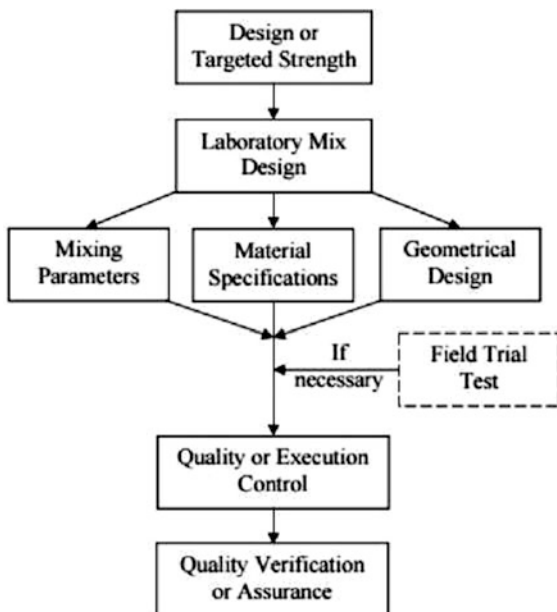 Design or
Targeted Strength
Laboratory Mix
Design
Mixing
Parameters
Material
Specifications
Geometrical
Design
If
necessary
Field Trial
Test
Quality or Execution
Control
Quality Verification
or Assurance